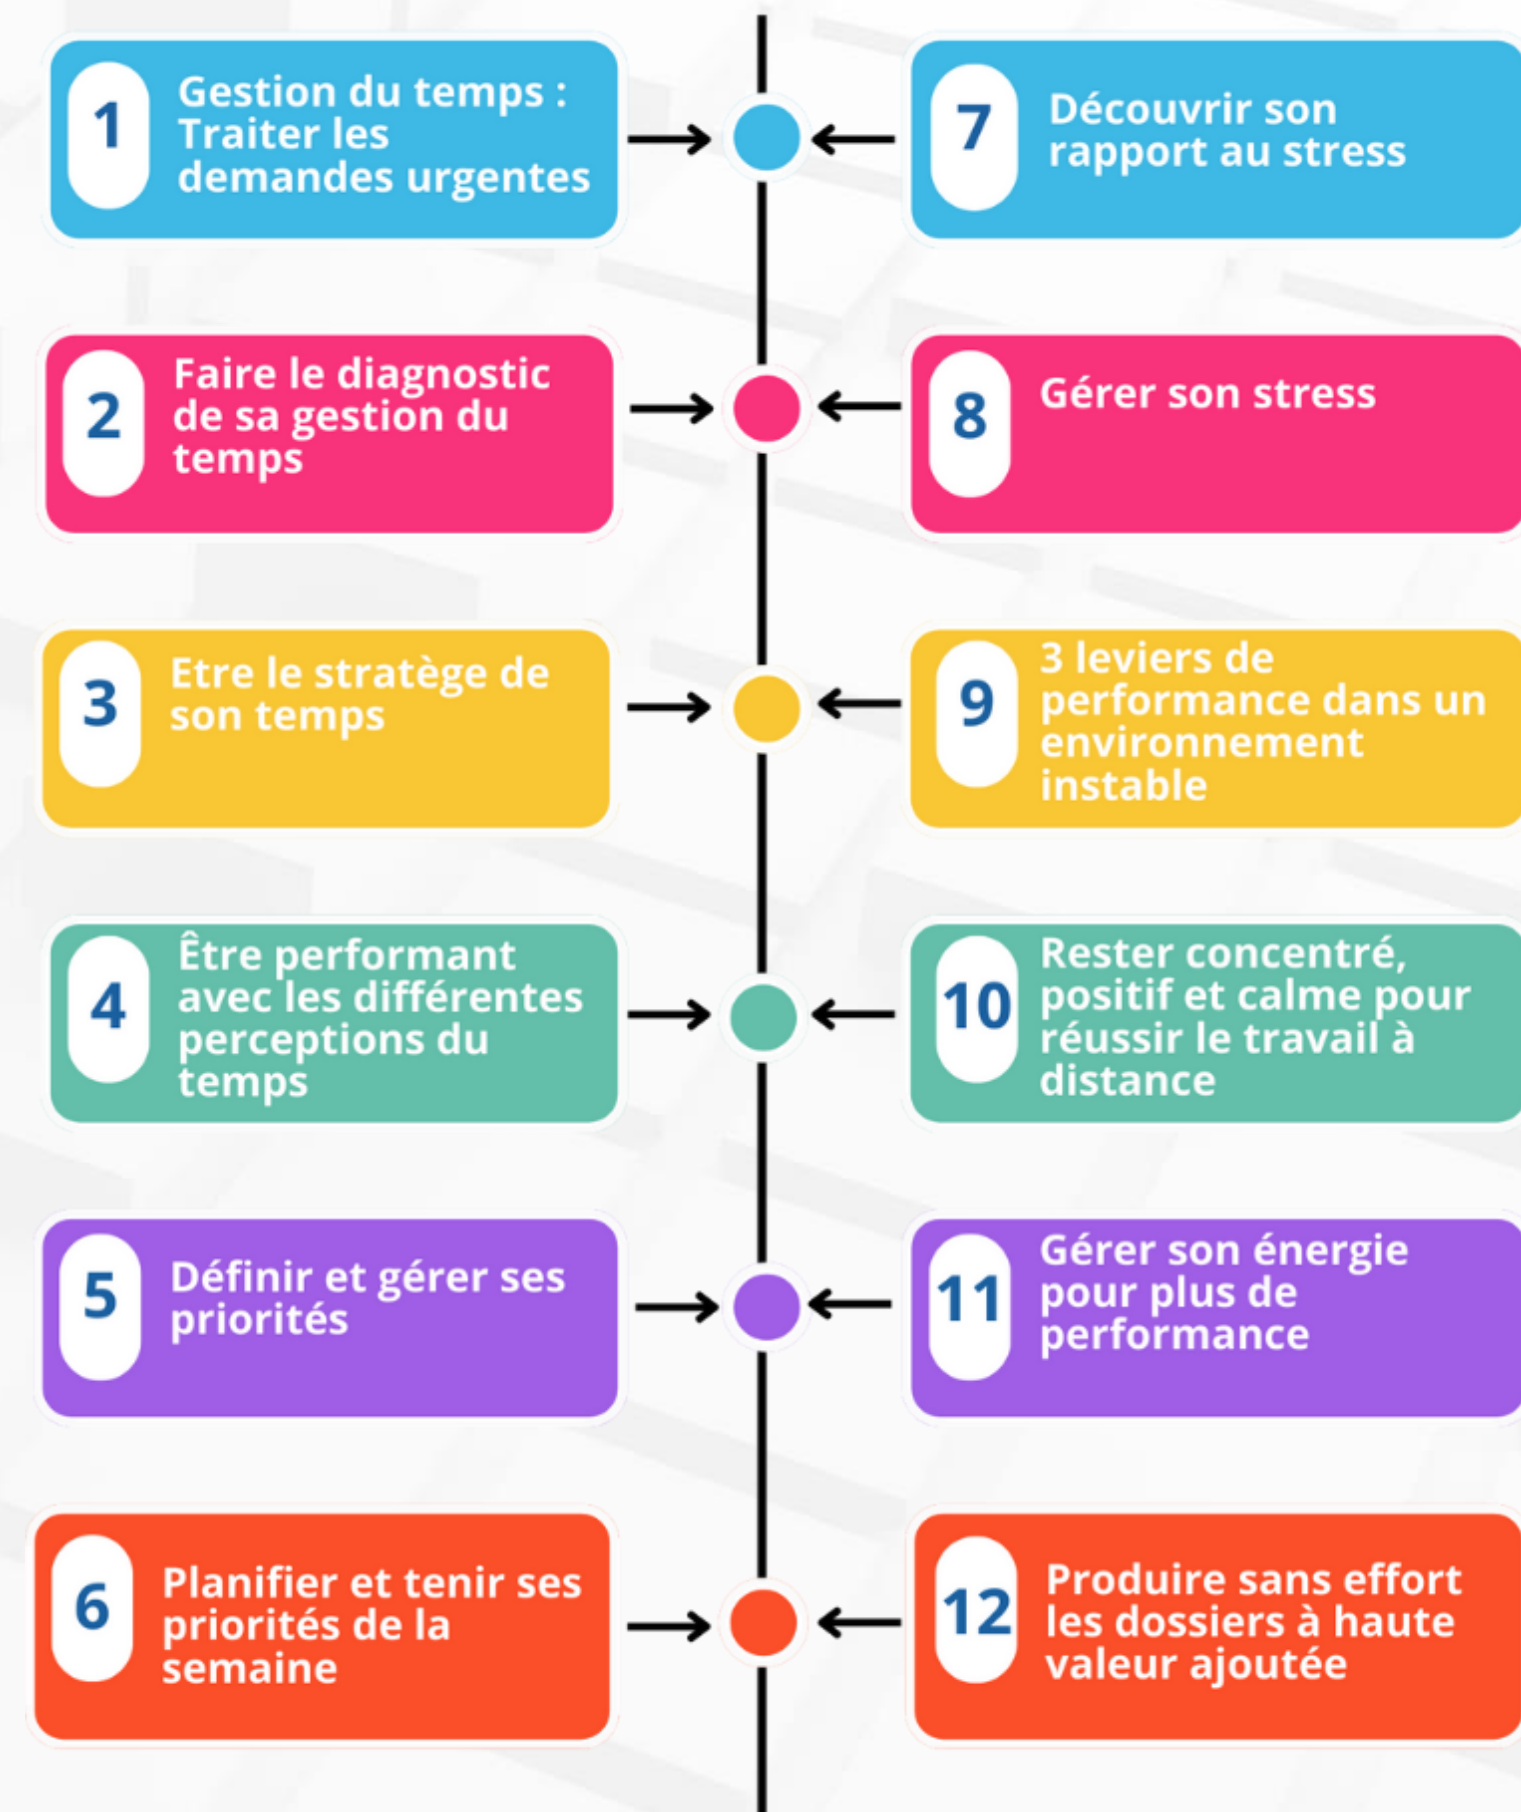 1
Gestion du temps :
Traiter les
demandes urgentes
2
Faire le diagnostic
de sa gestion du
temps
3
Etre le stratège de
son temps
4
Être performant
avec les différentes
perceptions du
temps
5
Définir et gérer ses
priorités
6
Planifier et tenir ses
priorités de la
semaine
7
Découvrir son
rapport au stress
8
Gérer son stress
9
3 leviers de
performance dans un
environnement
instable
10
Rester concentré,
positif et calme pour
réussir le travail à
distance
11
Gérer son énergie
pour plus de
performance
12
Produire sans effort
les dossiers à haute
valeur ajoutée